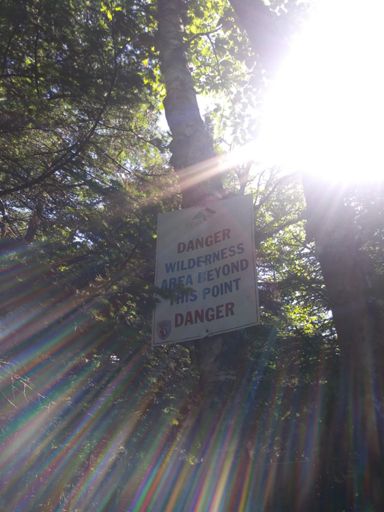 DANGER
WILDERNESS
AREA BEYOND
THIS POINT
DANGER